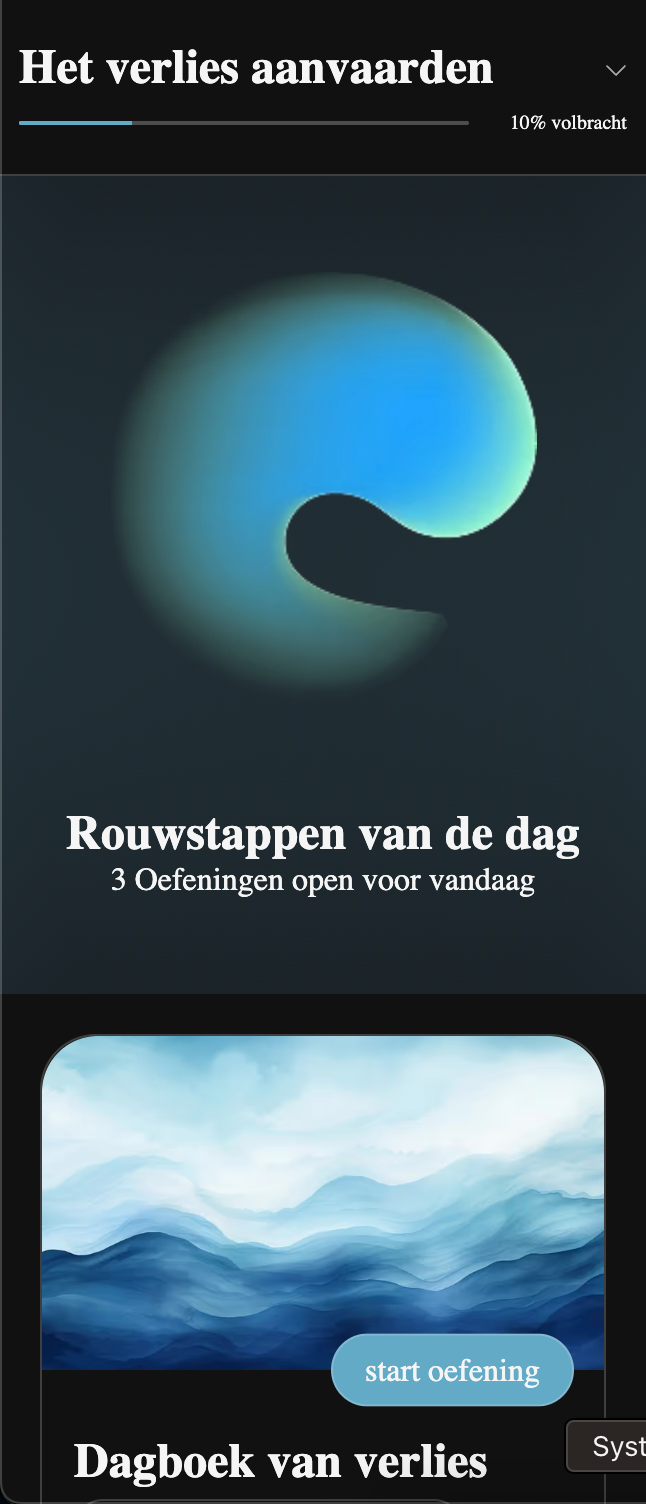 Het verlies aanvaarden
10% volbracht
Rouwstappen van de dag
3 Oefeningen open voor vandaag
start oefening
Dagboek van verlies
Syst